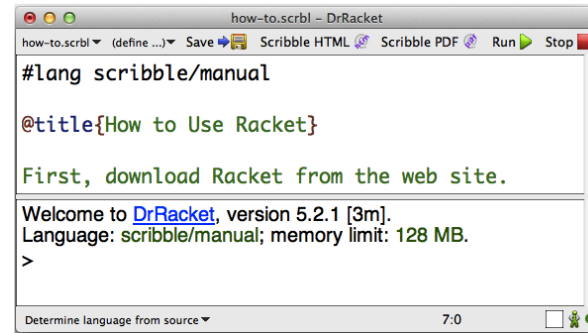 how-to.scrbl - DrRacket
how-to.scrbl▼ (define ...)▼ Save Scribble HTML Scribble PDF Run Stop
#lang scribble/manual
@title{How to Use Racket}
First, download Racket from the web site.
Welcome to DrRacket, version 5.2.1 [3m].
Language: scribble/manual; memory limit: 128 MB.
>
Determine language from source▼ 7:0